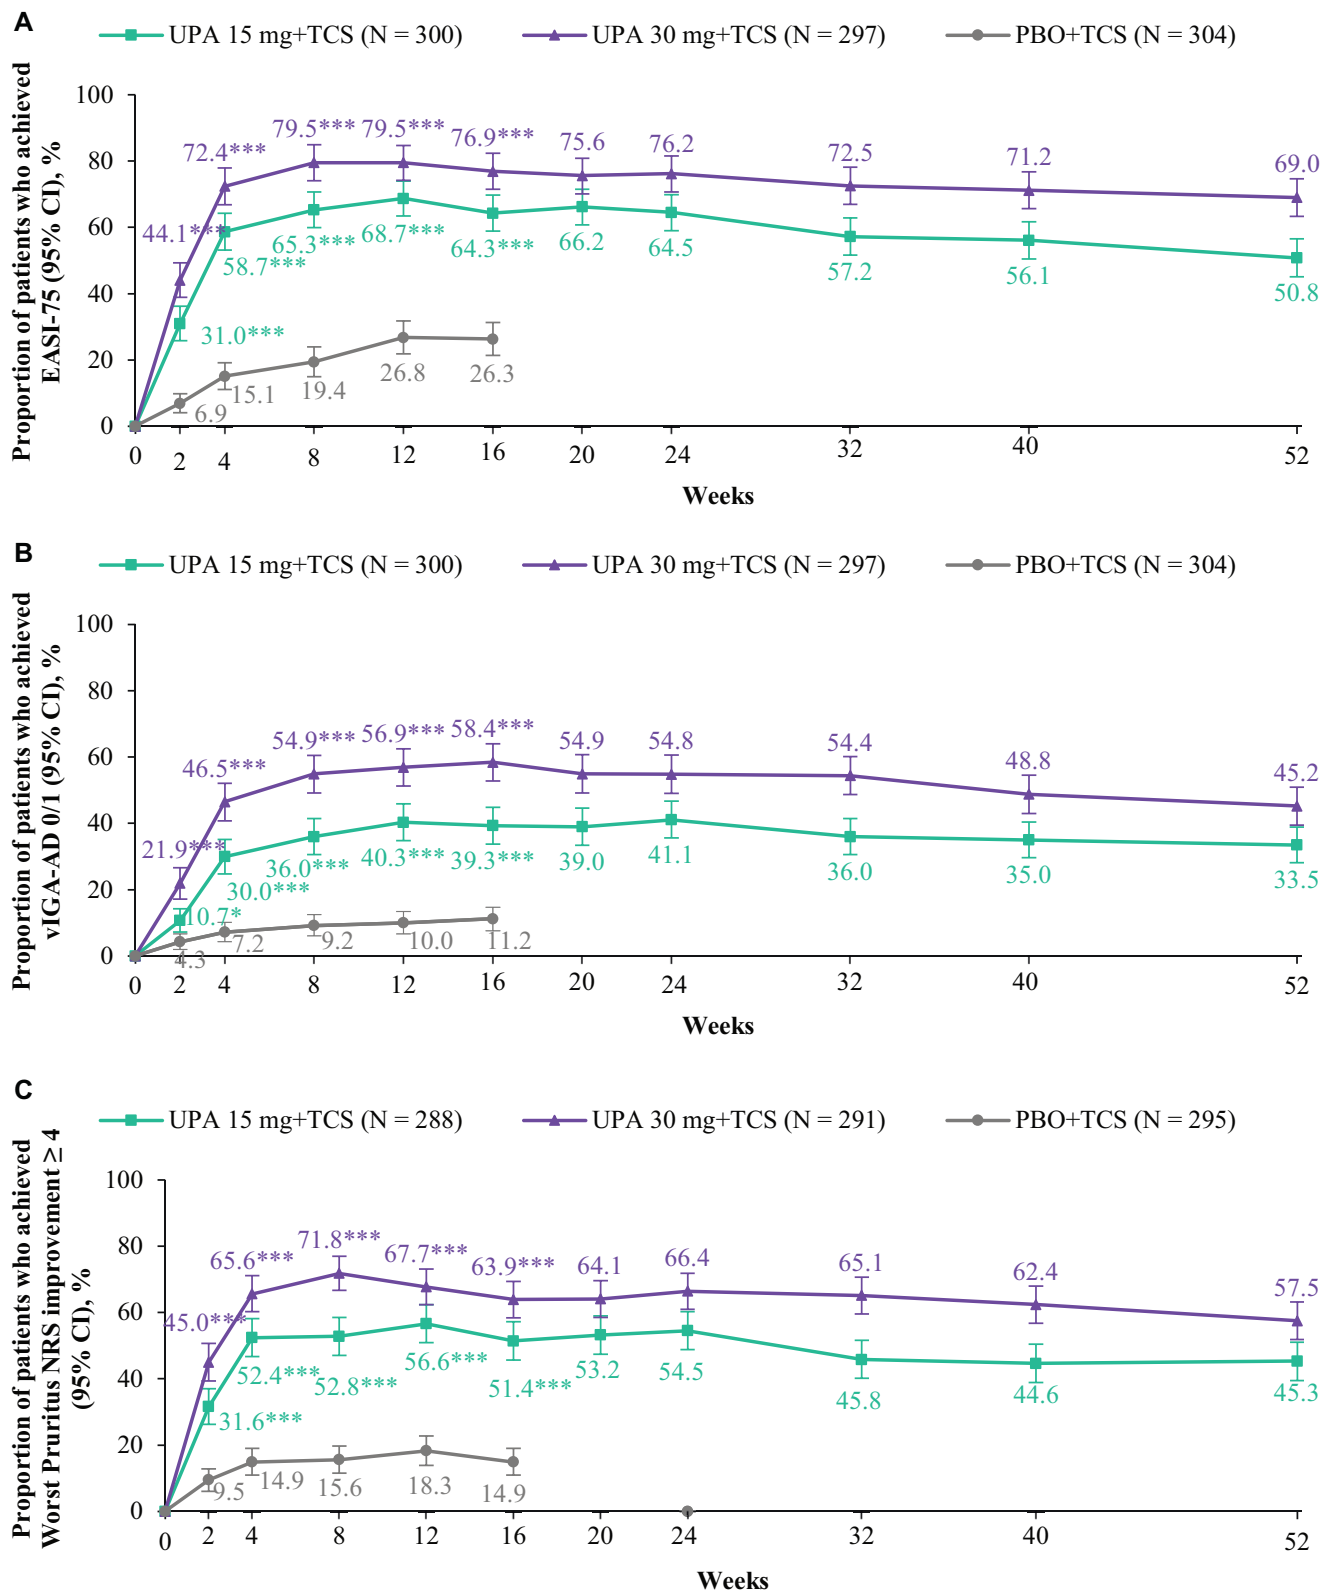 A
UPA 15 mg+TCS (N = 300) UPA 30 mg+TCS (N = 297) PBO+TCS (N = 304)
Proportion of patients who achieved
EASI-75 (95% CI), %
100
80
60
40
20
0
44.1*** 72.4*** 79.5*** 79.5*** 76.9*** 75.6 76.2 72.5 71.2 69.0
31.0*** 58.7*** 65.3*** 68.7*** 64.3*** 66.2 64.5 57.2 56.1 50.8
6.9 15.1 19.4 26.8 26.3
0 2 4 8 12 16 20 24 32 40 52
Weeks
B
UPA 15 mg+TCS (N = 300) UPA 30 mg+TCS (N = 297) PBO+TCS (N = 304)
Proportion of patients who achieved
vIGA-AD 0/1 (95% CI), %
100
80
60
40
20
0
21.9*** 46.5*** 54.9*** 56.9*** 58.4*** 54.9 54.8 54.4 48.8 45.2
10.7* 30.0*** 36.0*** 40.3*** 39.3*** 39.0 41.1 36.0 35.0 33.5
4.3 7.2 9.2 10.0 11.2
0 2 4 8 12 16 20 24 32 40 52
Weeks
C
UPA 15 mg+TCS (N = 288) UPA 30 mg+TCS (N = 291) PBO+TCS (N = 295)
Proportion of patients who achieved
Worst Pruritus NRS improvement ≥ 4
(95% CI), %
100
80
60
40
20
0
45.0*** 65.6*** 71.8*** 67.7*** 63.9*** 64.1 66.4 65.1 62.4 57.5
31.6*** 52.4*** 52.8*** 56.6*** 51.4*** 53.2 54.5 45.8 44.6 45.3
9.5 14.9 15.6 18.3 14.9
0 2 4 8 12 16 20 24 32 40 52
Weeks